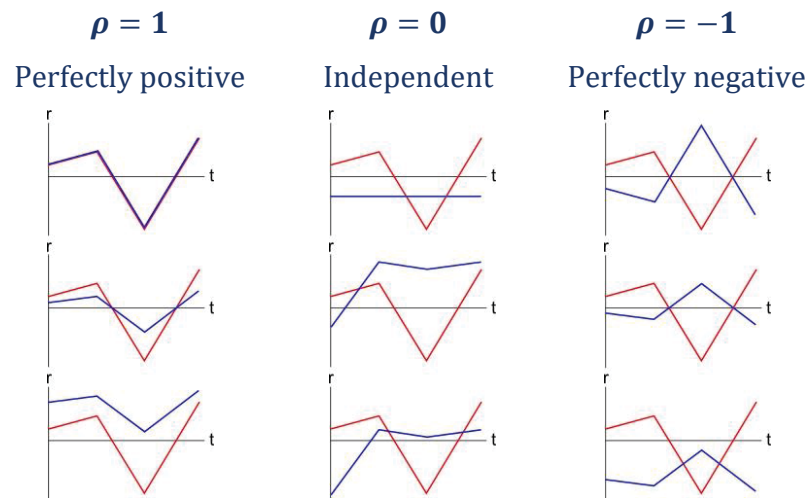 𝝆 = 𝟏
𝝆 = 𝟎
𝝆 = −𝟏
Perfectly positive
Independent
Perfectly negative
r
r
r
t
t
t
r
r
r
t
t
t
r
r
r
t
t
t